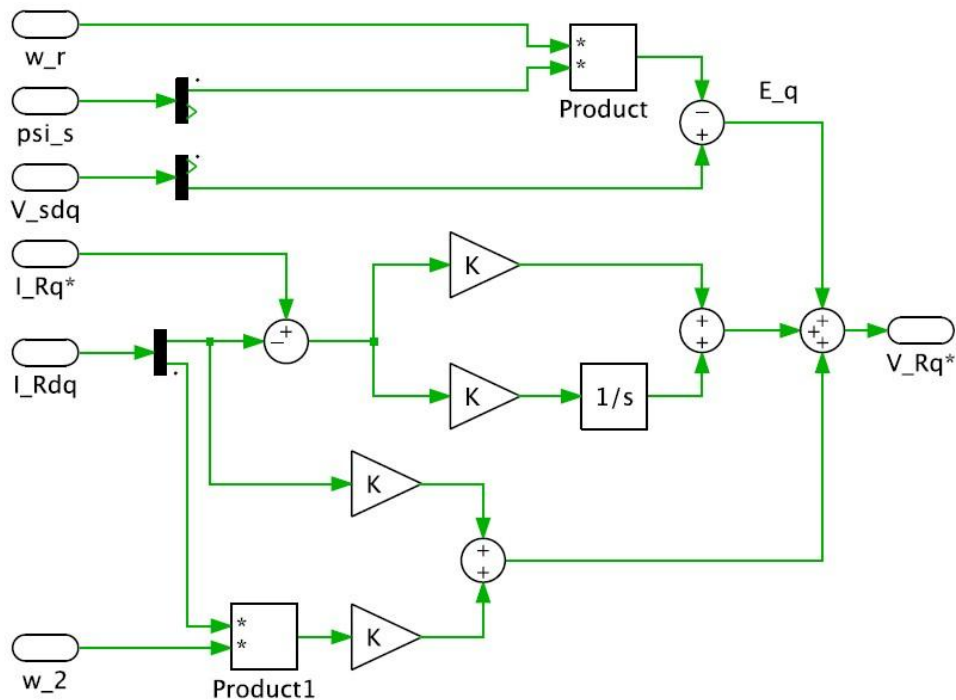 w_r
*
*
Product
psi_s
E_q
−
+
V_sdq
I_Rq*
K
+
−
+
+
+
+
+
V_Rq*
I_Rdq
K
1/s
K
+
+
*
*
K
w_2
Product1